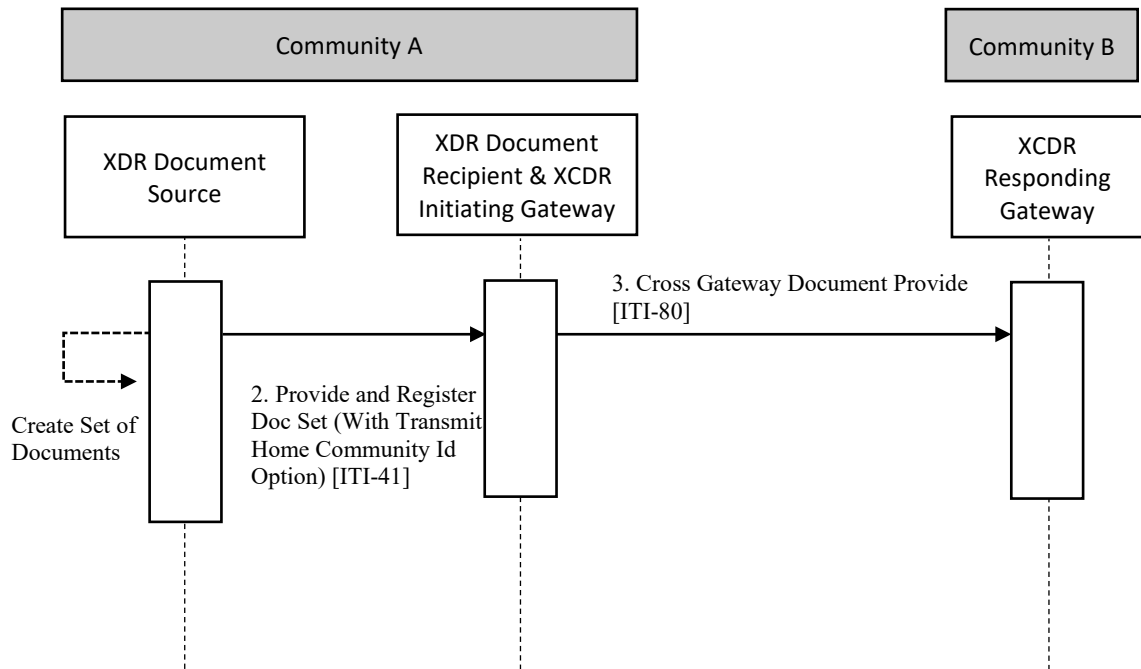 Community A
Community B
XDR Document
Source
XDR Document
Recipient & XCDR
Initiating Gateway
XCDR
Responding
Gateway
3. Cross Gateway Document Provide
[ITI-80]
2. Provide and Register
Doc Set (With Transmit
Home Community Id
Option) [ITI-41]
Create Set of
Documents